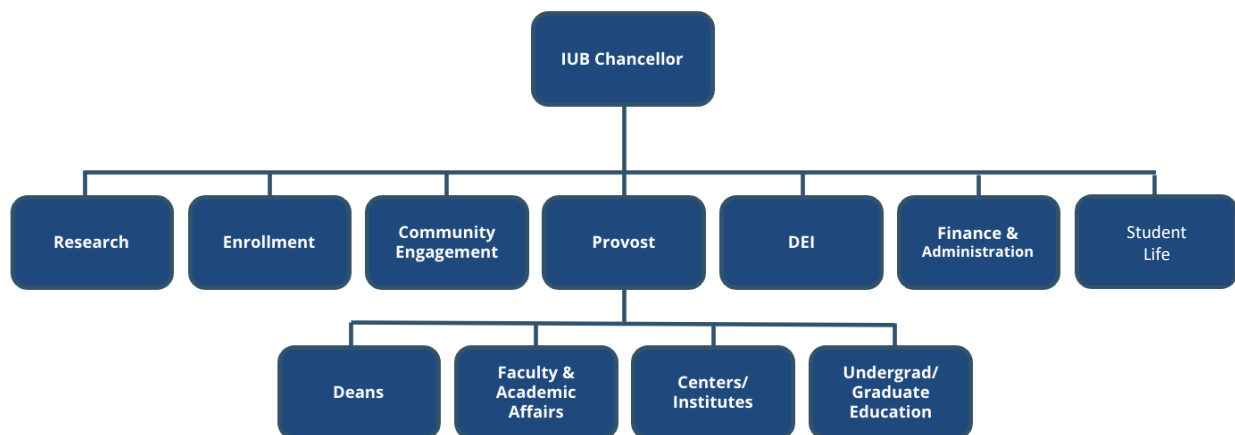 IUB Chancellor
Research
Enrollment
Community
Engagement
Provost
DEI
Finance &
Administration
Student
Life
Deans
Faculty &
Academic
Affairs
Centers/
Institutes
Undergrad/
Graduate
Education